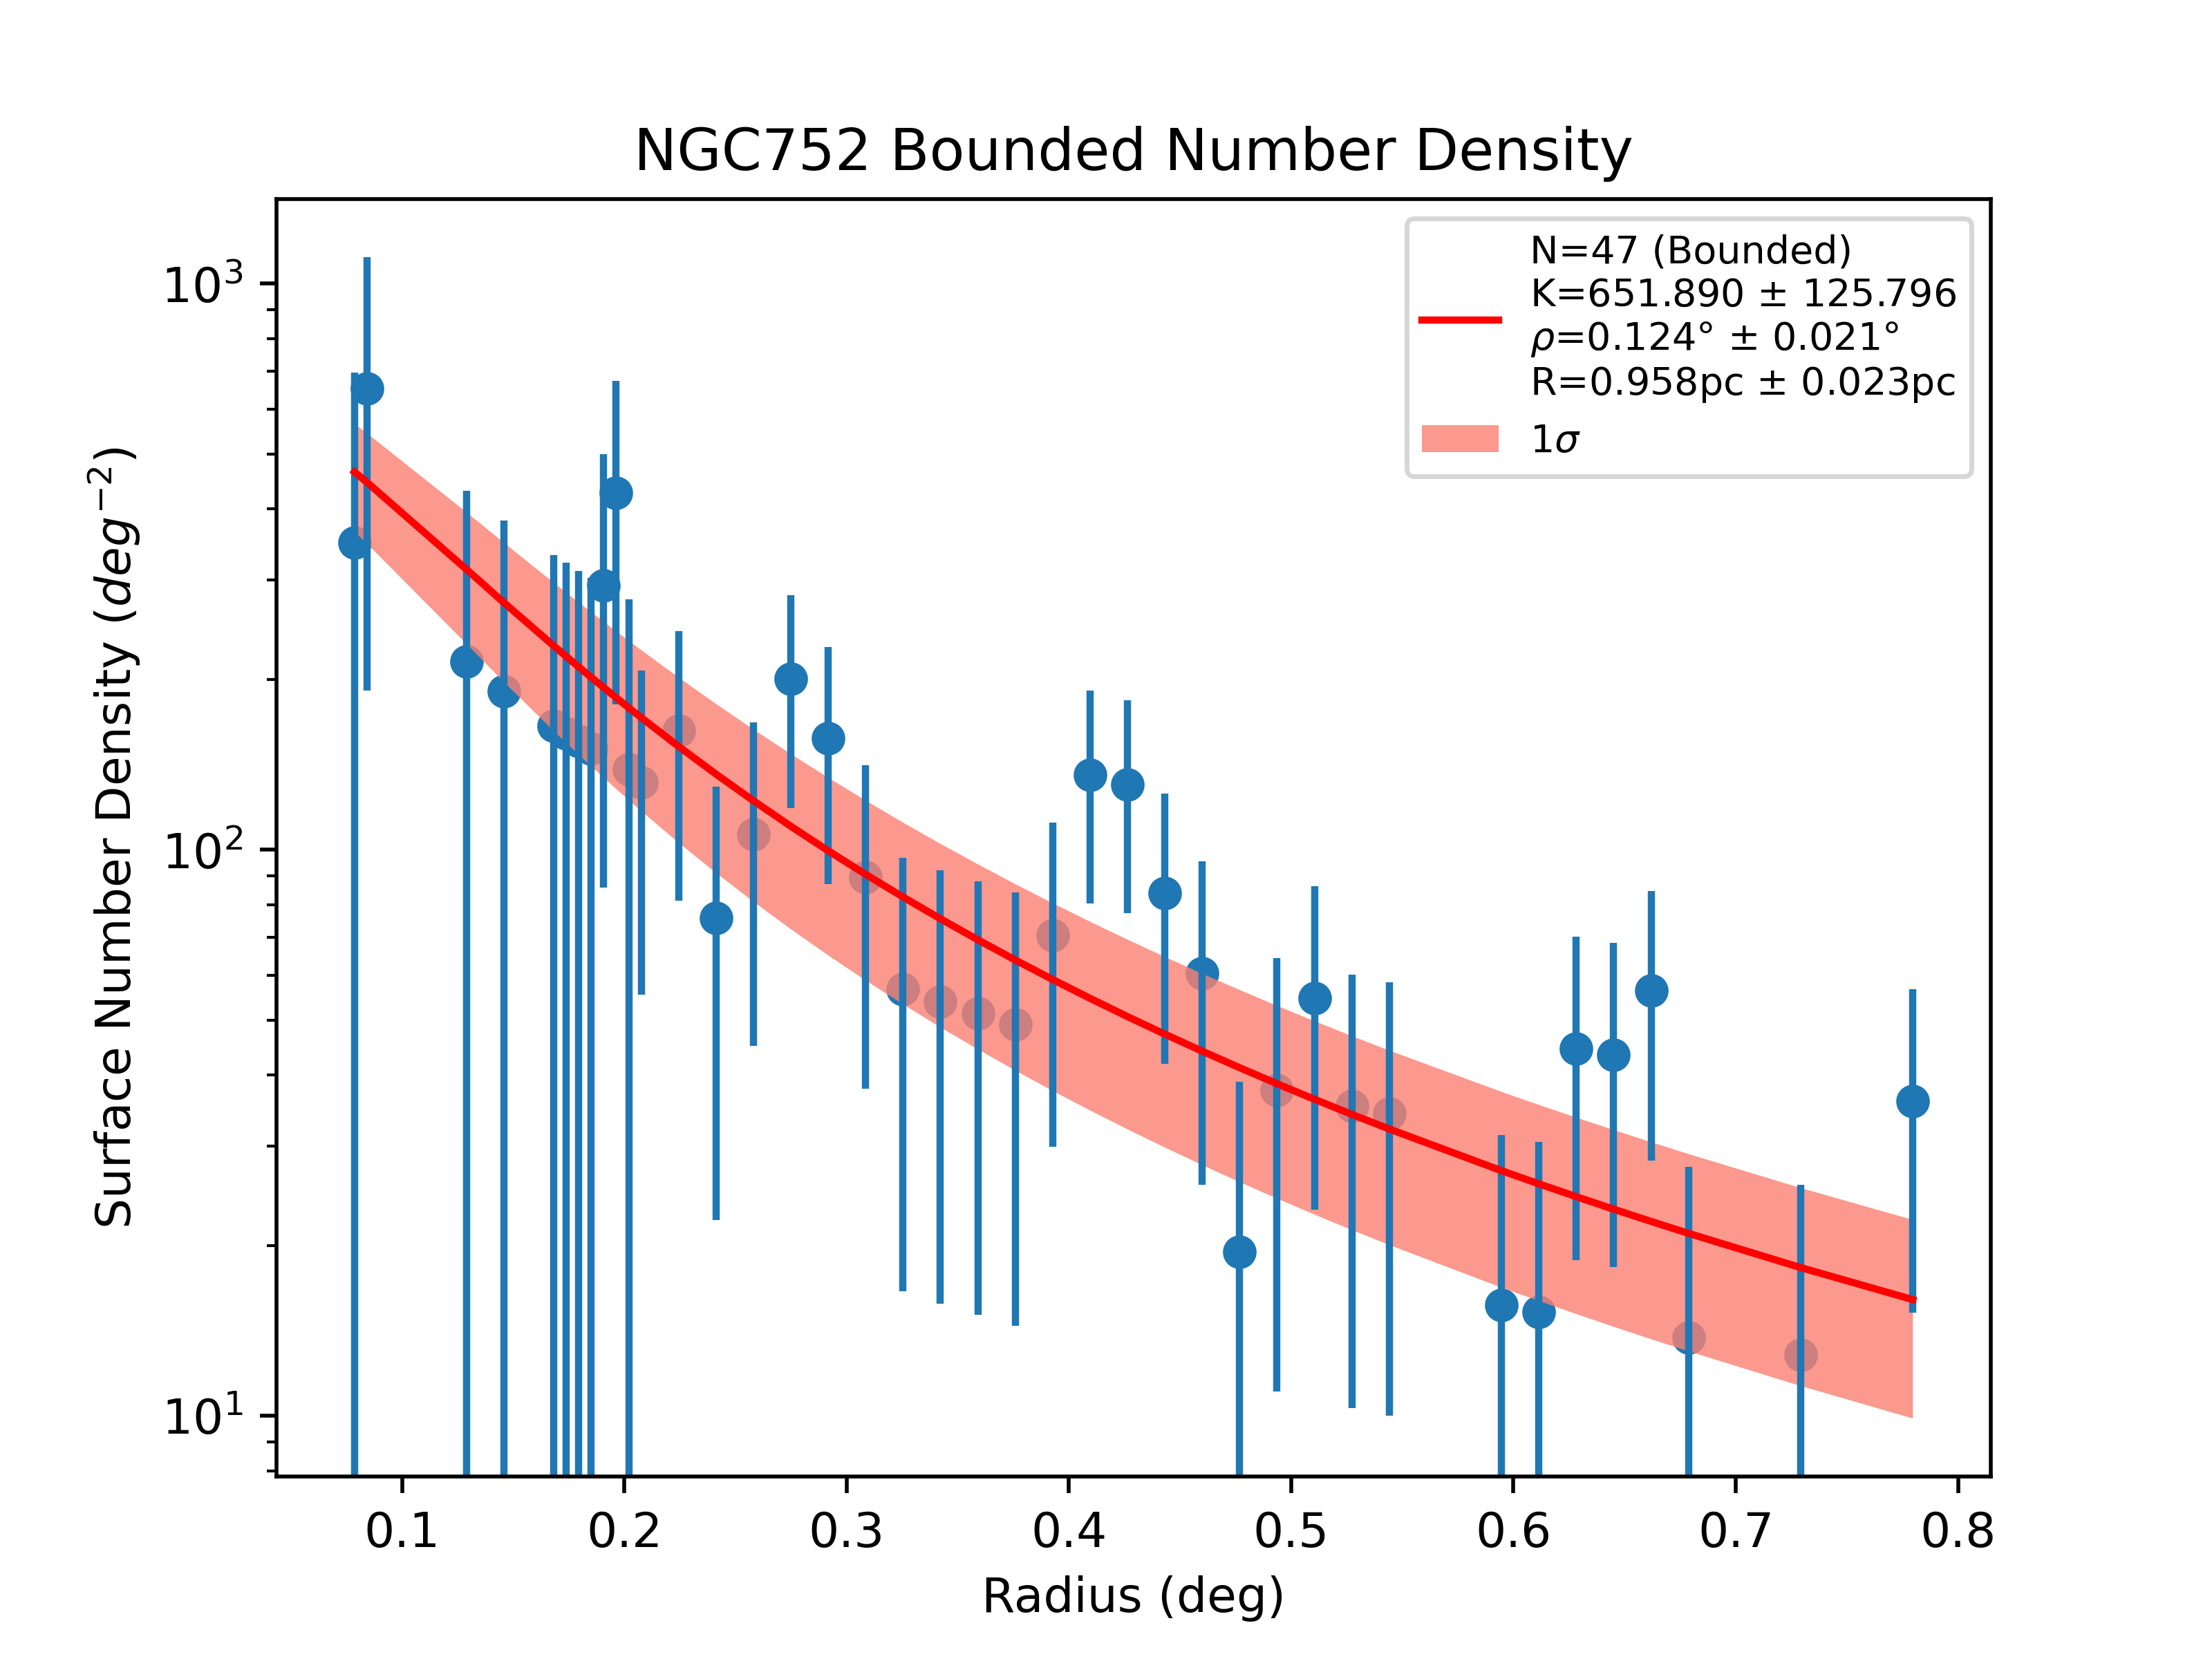 NGC752 Bounded Number Density
N=47 (Bounded)
K=651.890 ± 125.796
ρ=0.124° ± 0.021°
R=0.958pc ± 0.023pc
1σ
Surface Number Density (deg⁻²)
10³
10²
10¹
0.1 0.2 0.3 0.4 0.5 0.6 0.7 0.8
Radius (deg)